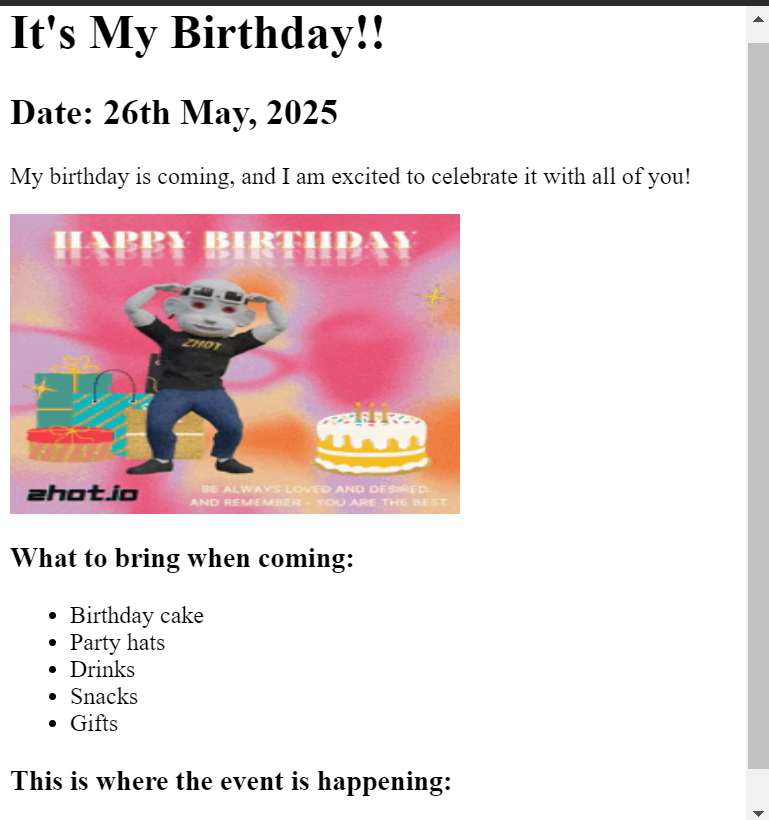 It's My Birthday!!
Date: 26th May, 2025
My birthday is coming, and I am excited to celebrate it with all of you!
HAPPY BIRTHDAY
ZHOT
zhot.io
BE ALWAYS LOVED AND DESIRED.
AND REMEMBER - YOU ARE THE BEST
What to bring when coming:
Birthday cake
Party hats
Drinks
Snacks
Gifts
This is where the event is happening: